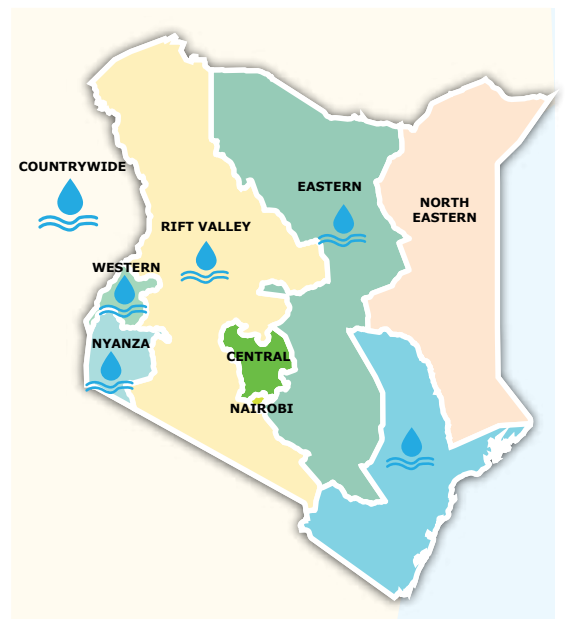 COUNTRYWIDE
EASTERN
NORTH
EASTERN
RIFT VALLEY
WESTERN
NYANZA
CENTRAL
NAIROBI